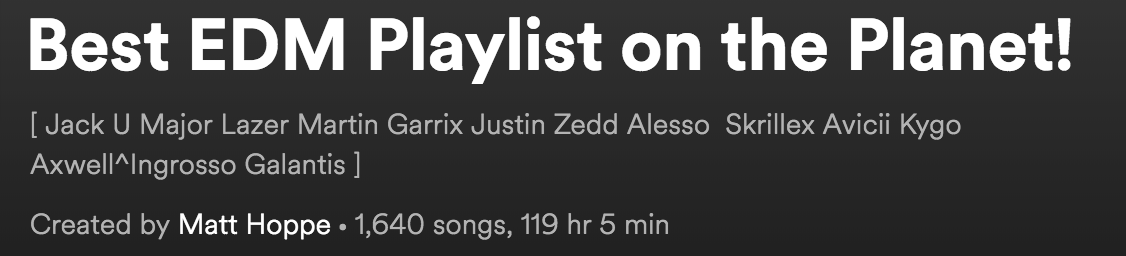 Best EDM Playlist on the Planet!
[ Jack U Major Lazer Martin Garrix Justin Zedd Alesso  Skrillex Avicii Kygo
Axwell^Ingrosso Galantis ]
Created by Matt Hoppe • 1,640 songs, 119 hr 5 min